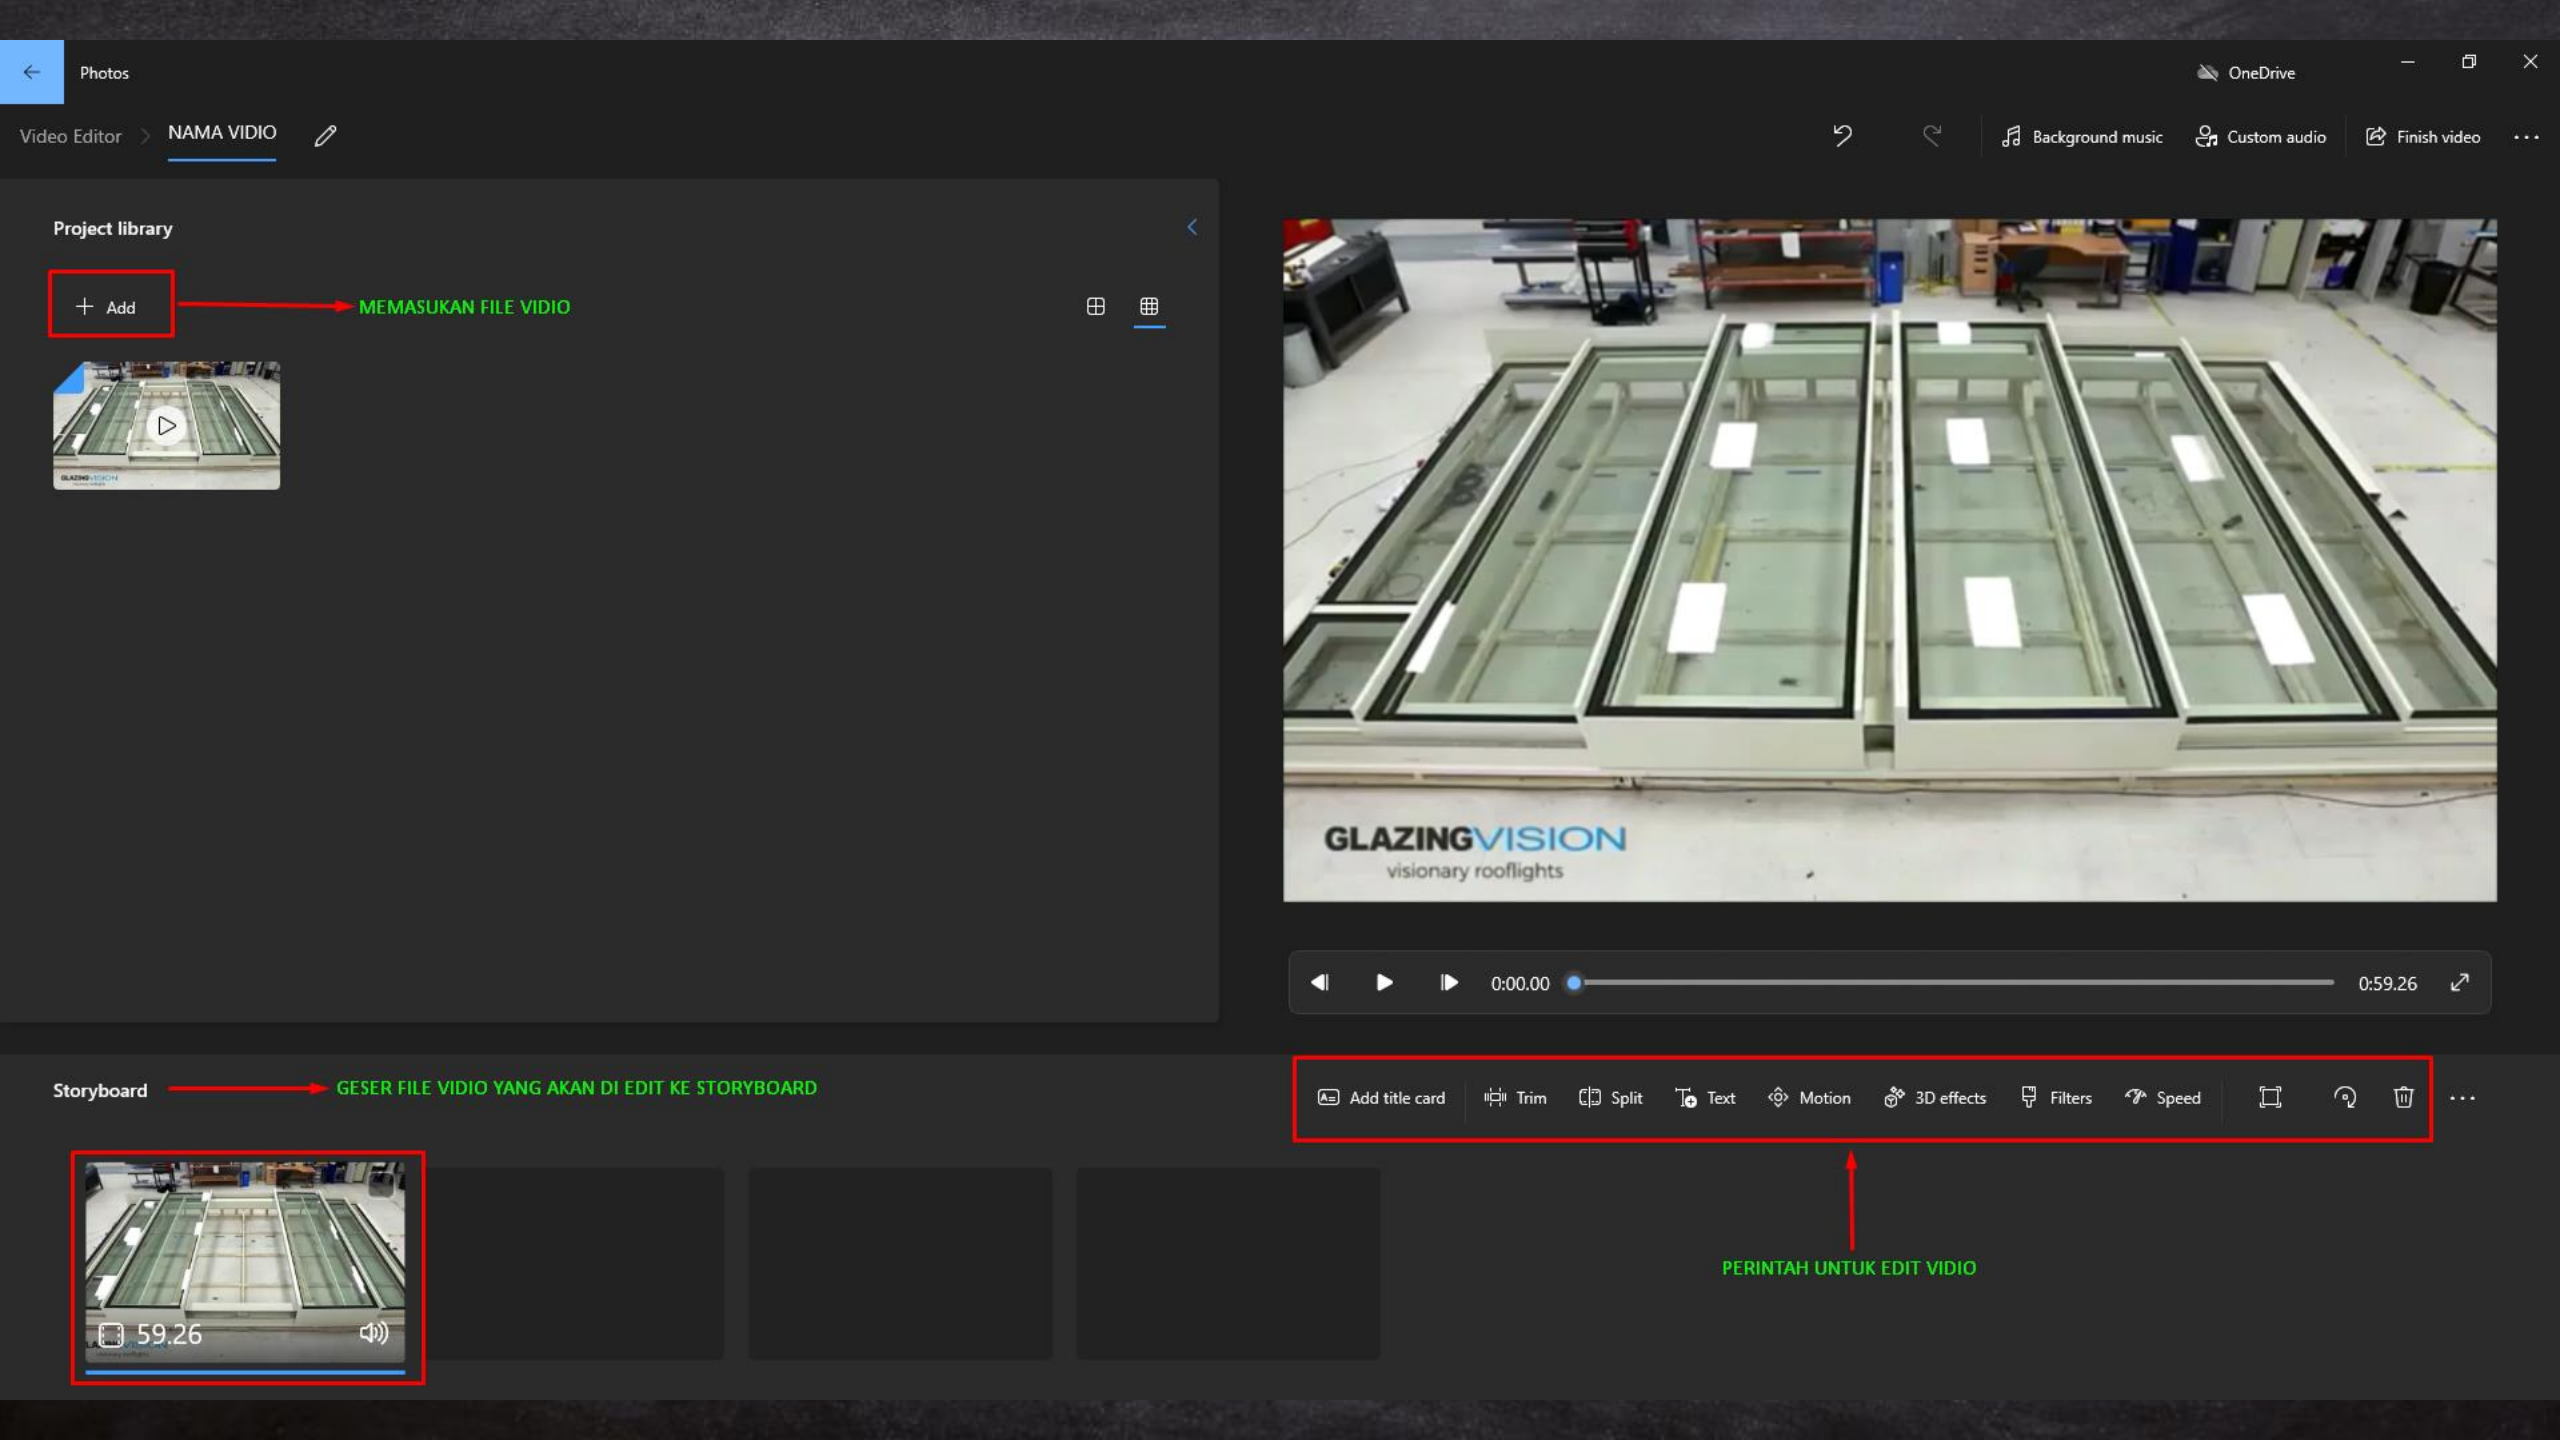 Photos
OneDrive
Video Editor
NAMA VIDIO
Background music
Custom audio
Finish video
Project library
Add
MEMASUKAN FILE VIDIO
GLAZINGVISION
GLAZINGVISION
visionary rooflights
0:00.00
0:59.26
Storyboard
GESER FILE VIDIO YANG AKAN DI EDIT KE STORYBOARD
Add title card
Trim
Split
Text
Motion
3D effects
Filters
Speed
59.26
PERINTAH UNTUK EDIT VIDIO